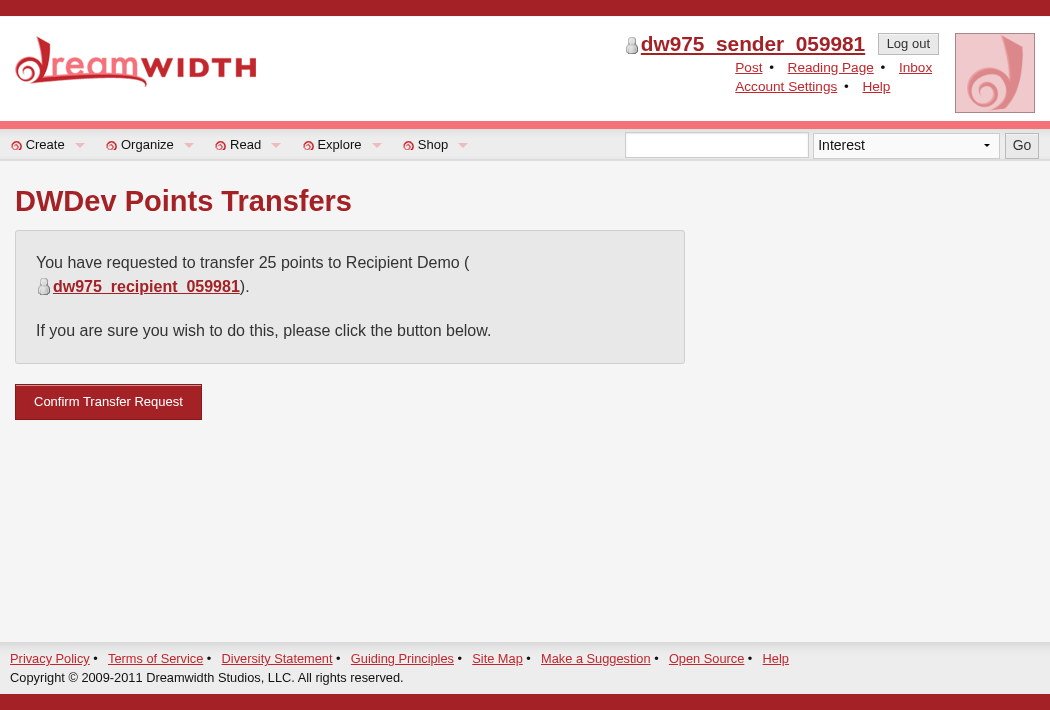 dreamWIDTH
dw975_sender_059981 Log out
Post • Reading Page • Inbox
Account Settings • Help
Create Organize Read Explore Shop Interest Go
DWDev Points Transfers
You have requested to transfer 25 points to Recipient Demo (
dw975_recipient_059981).
If you are sure you wish to do this, please click the button below.
Confirm Transfer Request
Privacy Policy • Terms of Service • Diversity Statement • Guiding Principles • Site Map • Make a Suggestion • Open Source • Help
Copyright © 2009-2011 Dreamwidth Studios, LLC. All rights reserved.